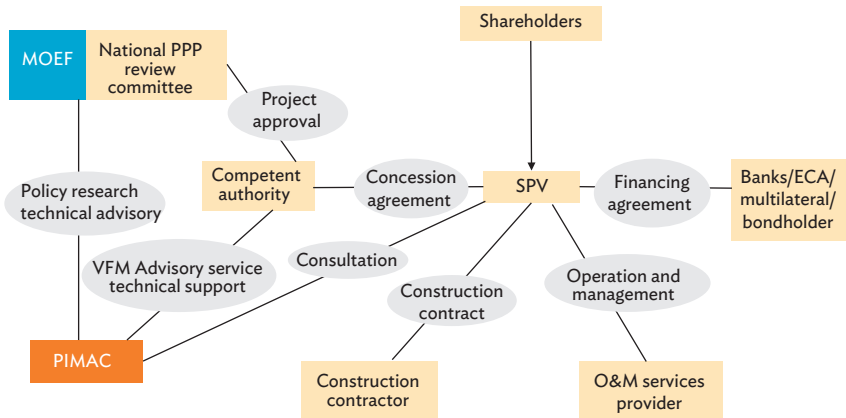 Shareholders
MOEF
National PPP
review
committee
Project
approval
Policy research
technical advisory
Competent
authority
Concession
agreement
SPV
Financing
agreement
Banks/ECA/
multilateral/
bondholder
VFM Advisory service
technical support
Consultation
Construction
contract
Operation and
management
PIMAC
Construction
contractor
O&M services
provider